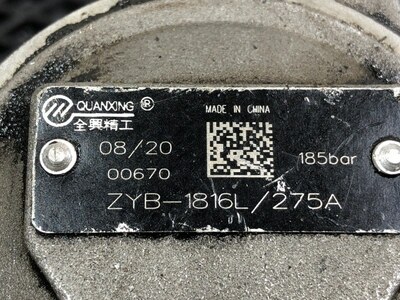 QUANXING ®
全興精工
MADE IN CHINA
08/20
00670
185bar
ZYB-1816L/275A